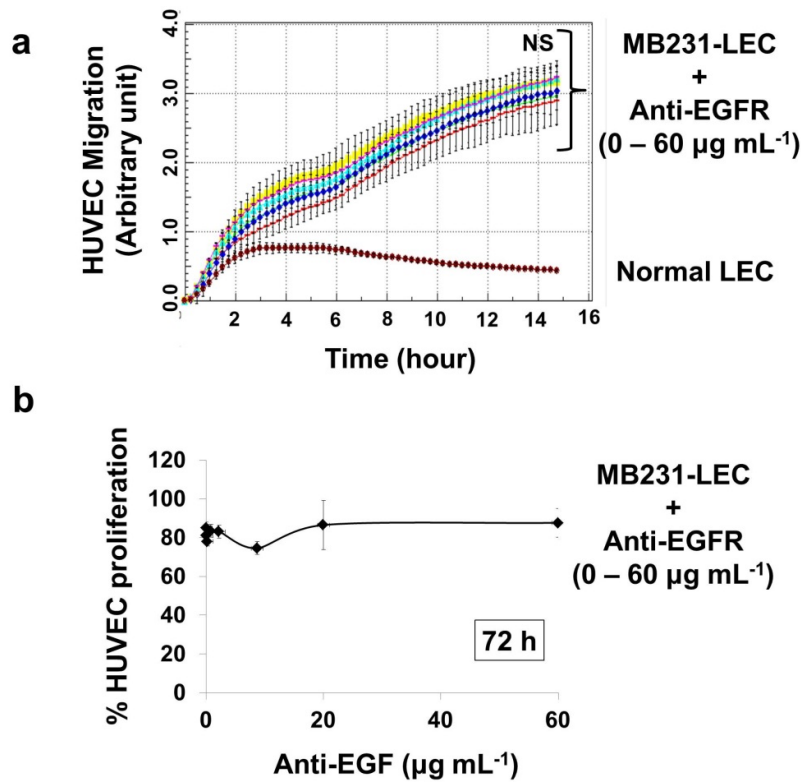 a
HUVEC Migration
(Arbitrary unit)
4.0
3.0
2.0
1.0
0.0
NS
2 4 6 8 10 12 14 16
Time (hour)
MB231-LEC
+
Anti-EGFR
(0 – 60 µg mL⁻¹)
Normal LEC
b
% HUVEC proliferation
120
100
80
60
40
20
0
72 h
0 20 40 60
Anti-EGF (µg mL⁻¹)
MB231-LEC
+
Anti-EGFR
(0 – 60 µg mL⁻¹)